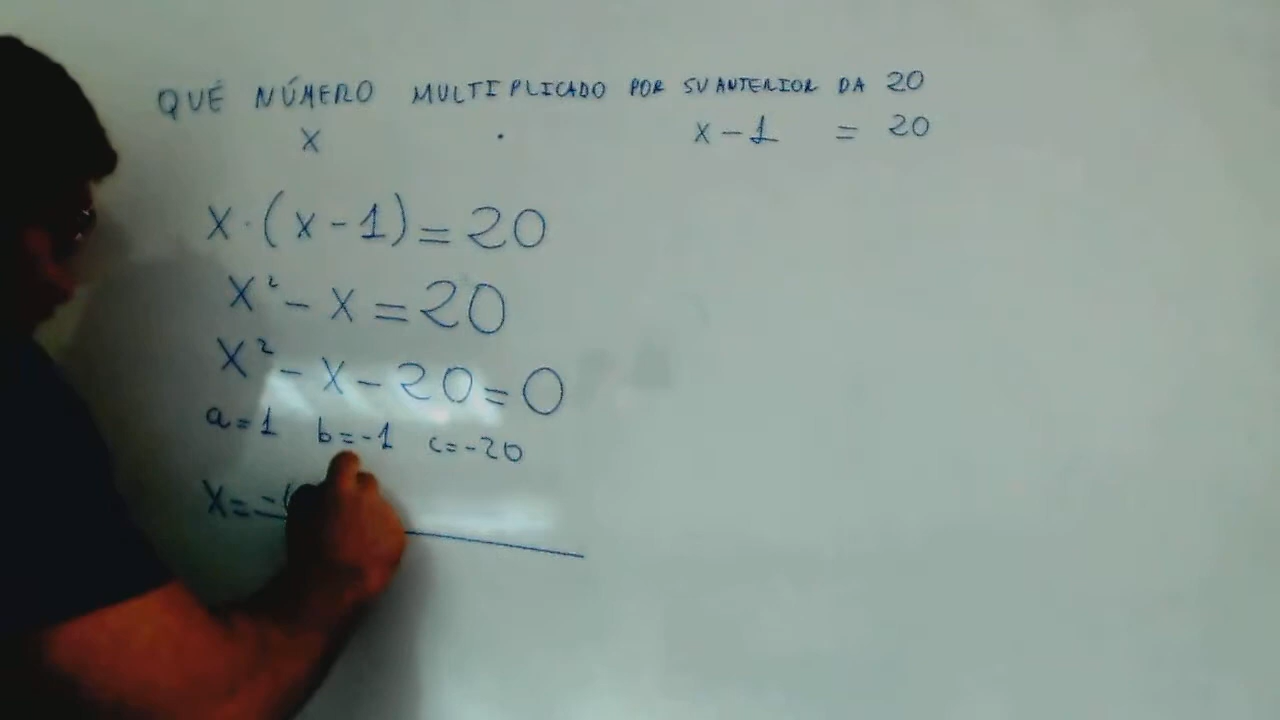 QUÉ NÚMERO MULTIPLICADO POR SU ANTERIOR DA 20
X · X-1 = 20
X·(X-1)=20
X²-X=20
X²-X-20=0
a=1 b=-1 c=-20
X=-(